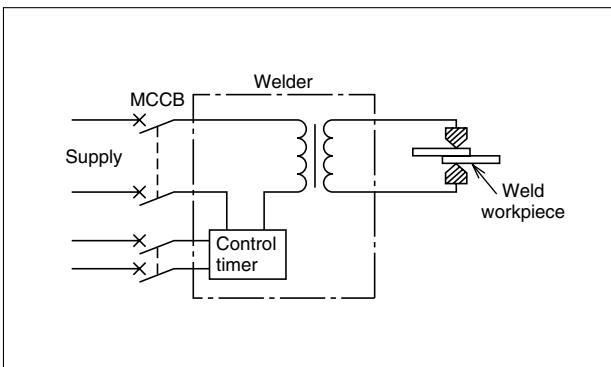 Welder
MCCB
Supply
Weld
workpiece
Control
timer